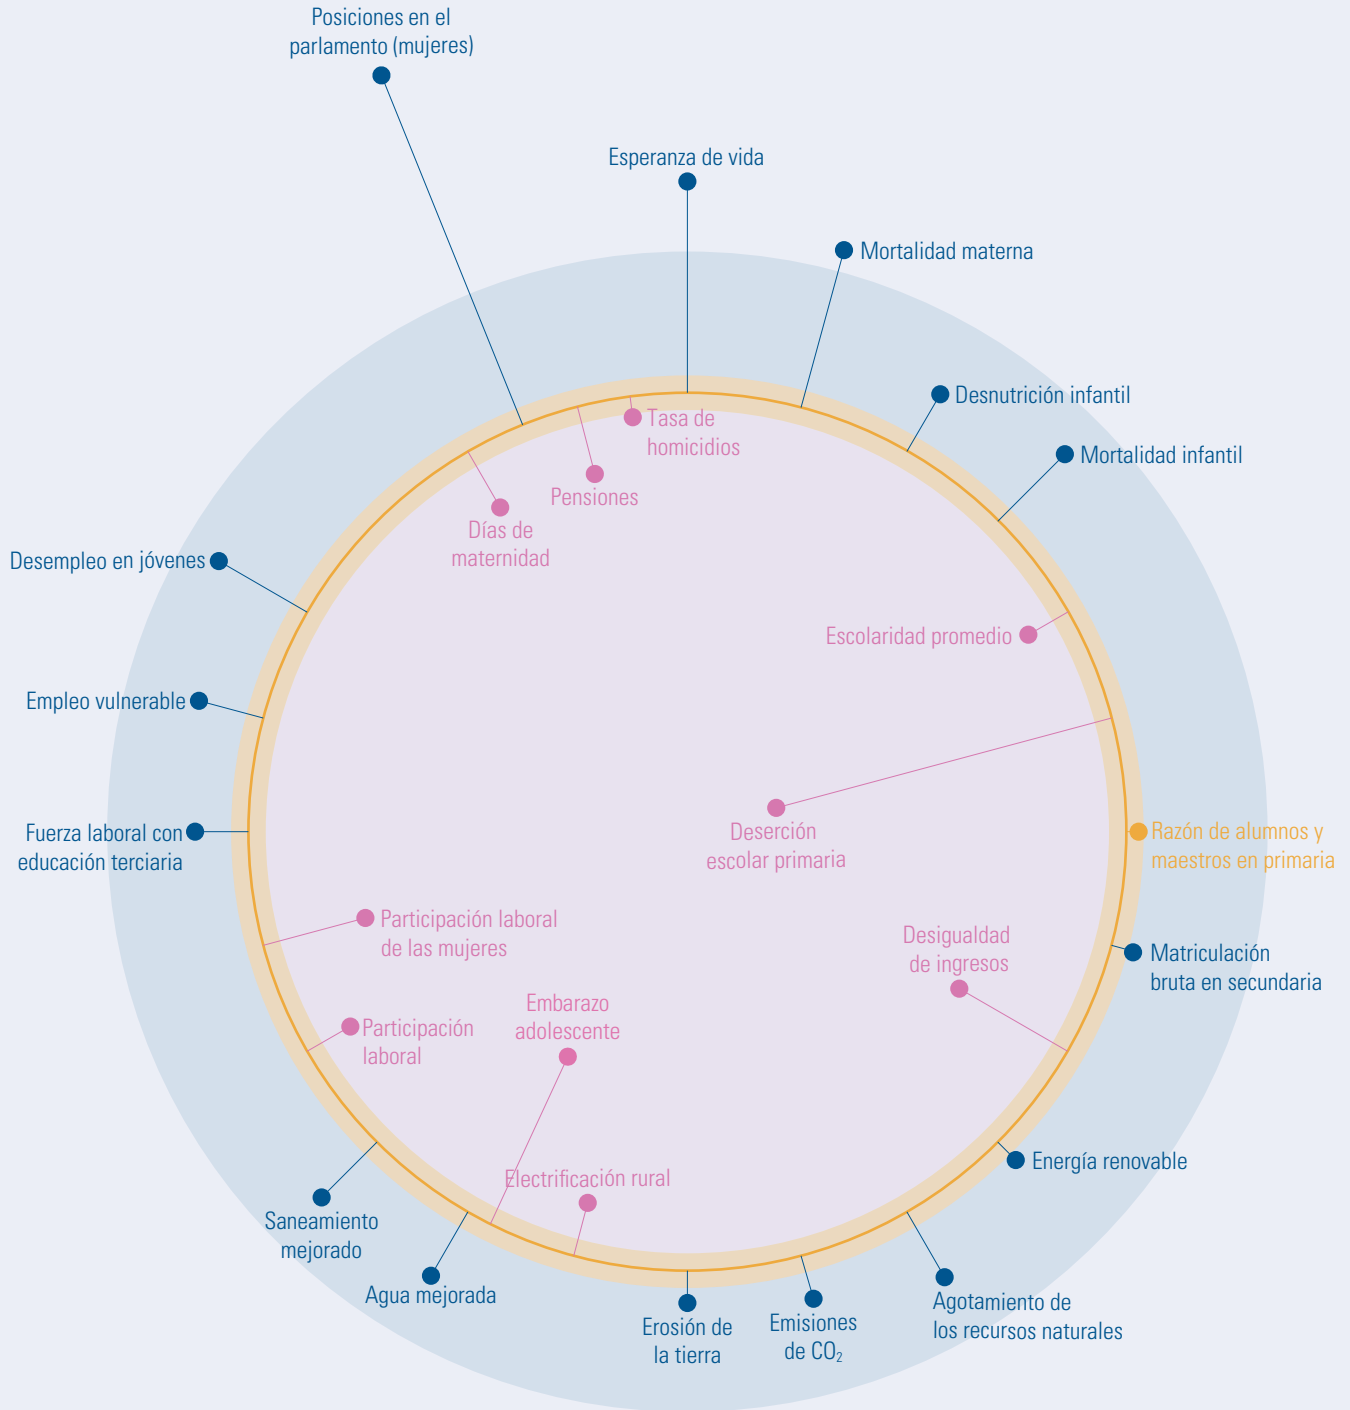 Posiciones en el
parlamento (mujeres)
Esperanza de vida
Mortalidad materna
Desnutrición infantil
Mortalidad infantil
Tasa de
homicidios
Pensiones
Días de
maternidad
Desempleo en jóvenes
Escolaridad promedio
Empleo vulnerable
Fuerza laboral con
educación terciaria
Deserción
escolar primaria
Razón de alumnos y
maestros en primaria
Participación laboral
de las mujeres
Desigualdad
de ingresos
Matriculación
bruta en secundaria
Embarazo
adolescente
Participación
laboral
Energía renovable
Electrificación rural
Saneamiento
mejorado
Agua mejorada
Erosión de
la tierra
Emisiones
de CO₂
Agotamiento de
los recursos naturales